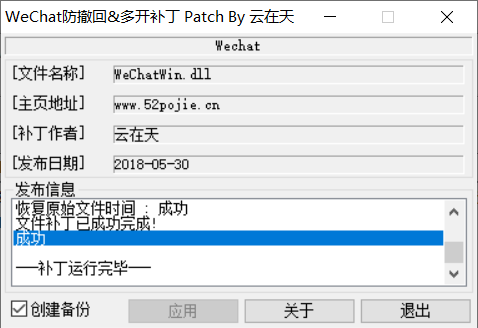 WeChat防撤回&多开补丁 Patch By 云在天
Wechat
[文件名称] WeChatWin.dll
[主页地址] www.52pojie.cn
[补丁作者] 云在天
[发布日期] 2018-05-30
发布信息
恢复原始文件时间 : 成功
文件补丁已成功完成!
成功
——补丁运行完毕——
创建备份 应用 关于 退出